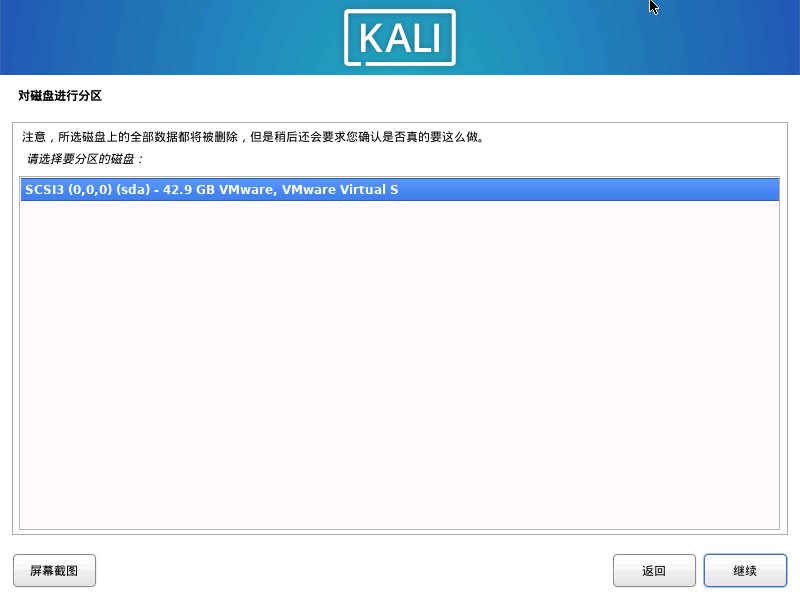 KALI
对磁盘进行分区
注意，所选磁盘上的全部数据都将被删除，但是稍后还会要求您确认是否真的要这么做。
请选择要分区的磁盘：
SCSI3 (0,0,0) (sda) - 42.9 GB VMware, VMware Virtual S
屏幕截图
返回
继续